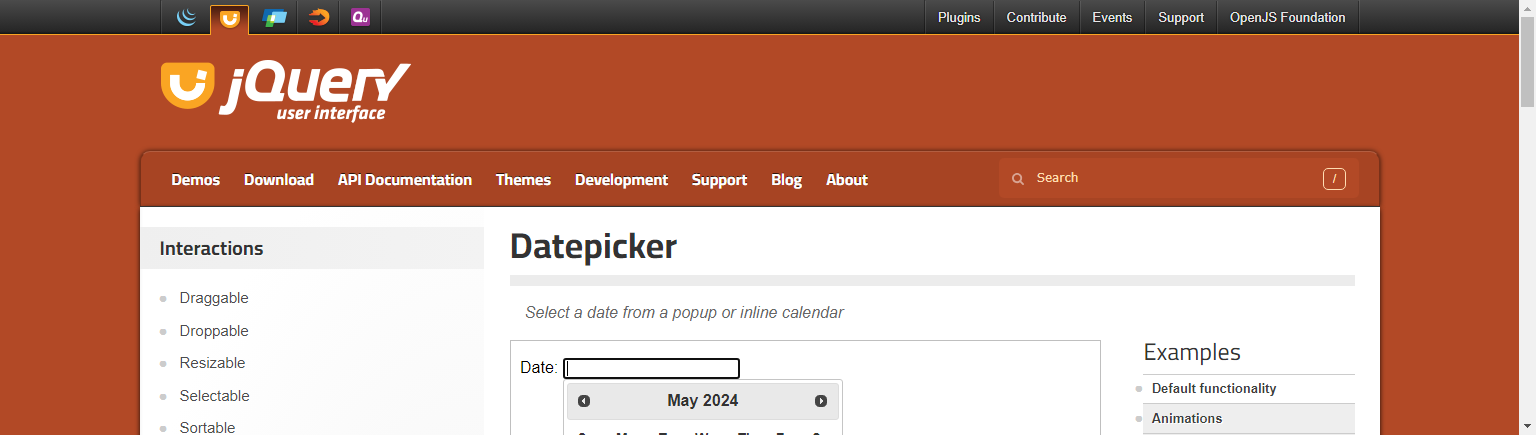 Qu
Plugins Contribute Events Support OpenJS Foundation
jQuery
user interface
Demos Download API Documentation Themes Development Support Blog About Search /
Interactions
Draggable
Droppable
Resizable
Selectable
Sortable
Datepicker
Select a date from a popup or inline calendar
Date:
May 2024
Examples
Default functionality
Animations